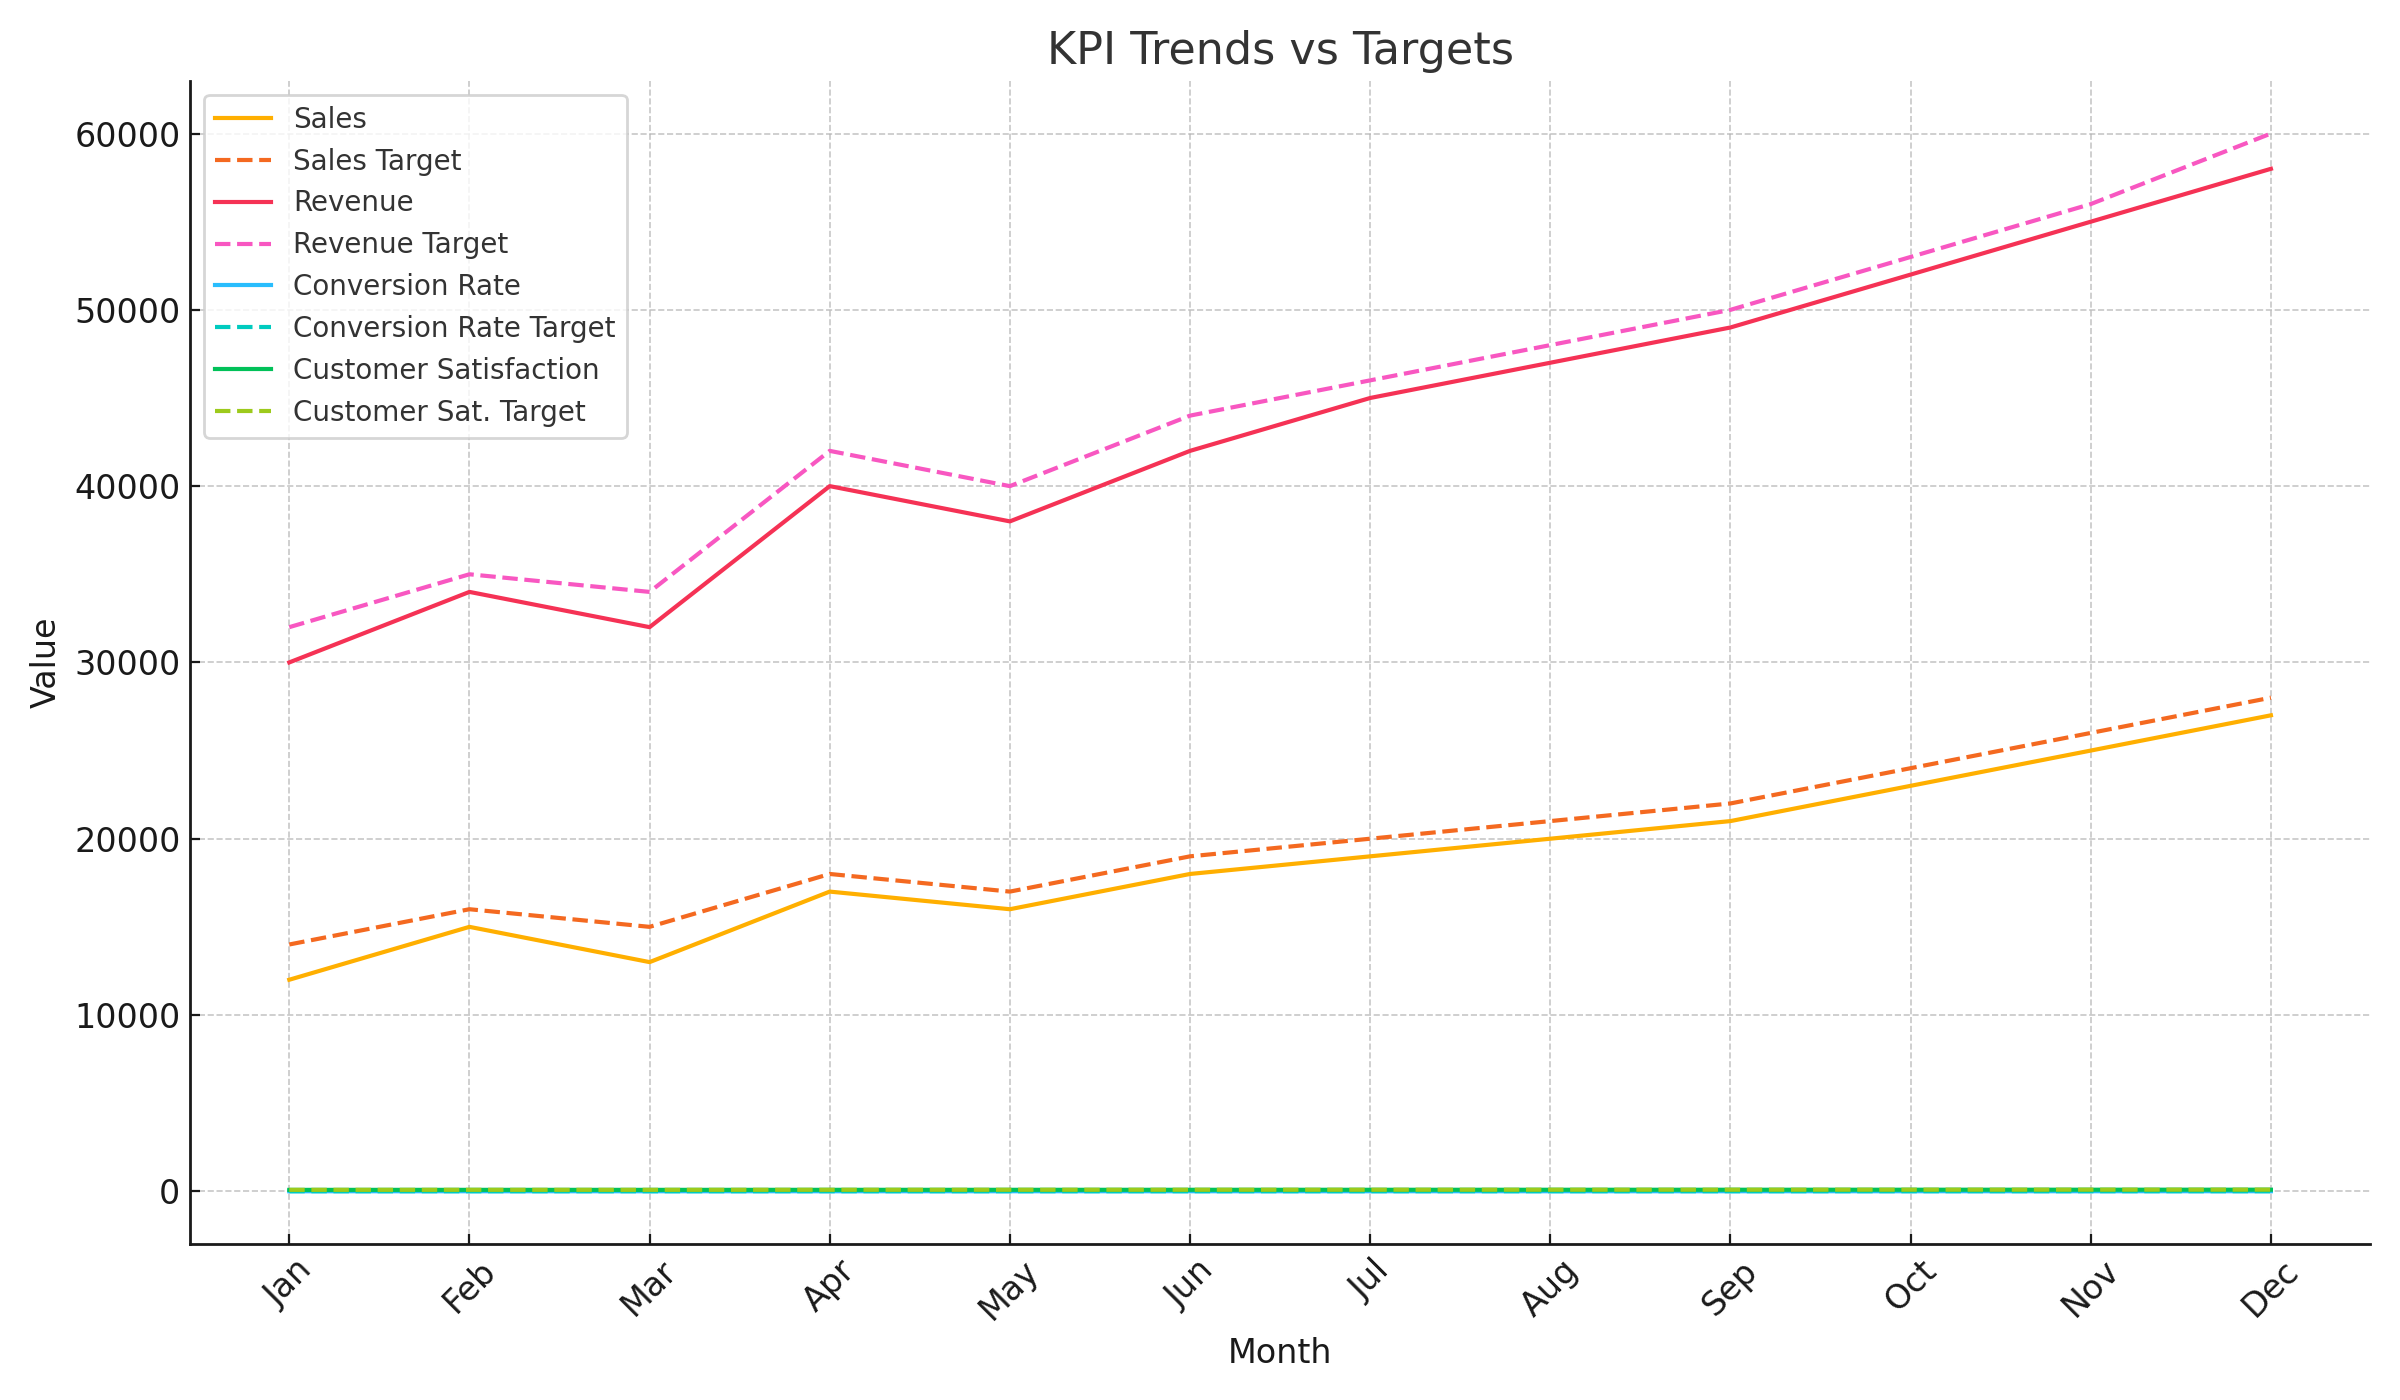 KPI Trends vs Targets
Sales
Sales Target
Revenue
Revenue Target
Conversion Rate
Conversion Rate Target
Customer Satisfaction
Customer Sat. Target
Value
60000
50000
40000
30000
20000
10000
0
Jan Feb Mar Apr May Jun Jul Aug Sep Oct Nov Dec
Month